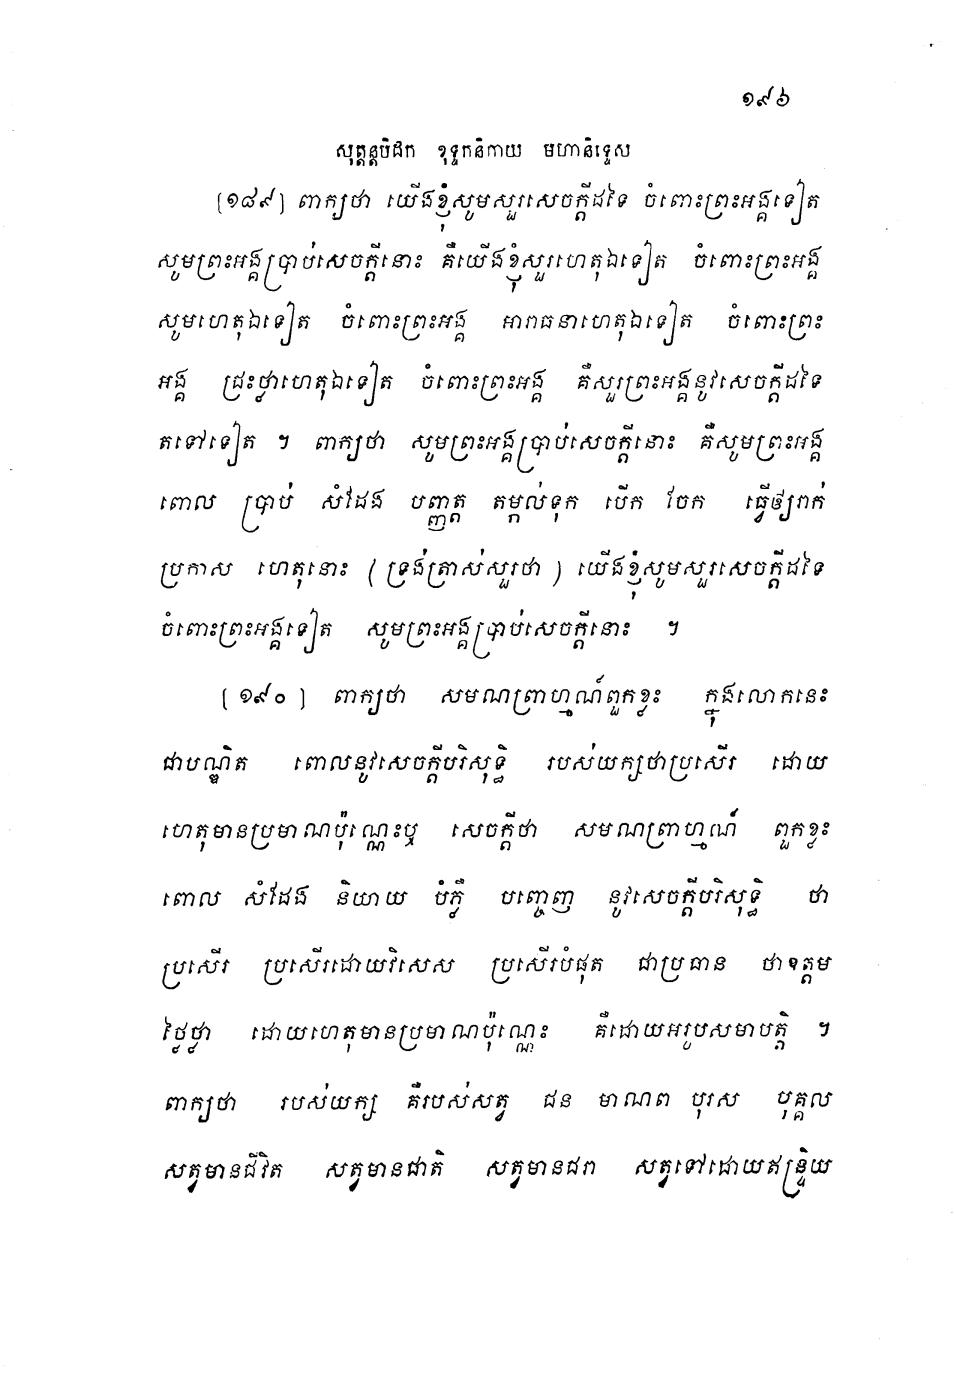 ១៩៦
សុត្តន្តបិដក ខុទ្ទកនិកាយ មហានិទ្ទេស
[១៨៩] ពាក្យថា យើងខ្ញុំសូមសួរសេចក្តីដទៃ ចំពោះព្រះអង្គទៀត
សូមព្រះអង្គប្រាប់សេចក្តីនោះ គឺយើងខ្ញុំសួរហេតុឯទៀត ចំពោះព្រះអង្គ
សូមហេតុឯទៀត ចំពោះព្រះអង្គ អារាធនាហេតុឯទៀត ចំពោះព្រះ
អង្គ ជ្រះថ្លាហេតុឯទៀត ចំពោះព្រះអង្គ គឺសួរព្រះអង្គនូវសេចក្តីដទៃ
តទៅទៀត ។ ពាក្យថា សូមព្រះអង្គប្រាប់សេចក្តីនោះ គឺសូមព្រះអង្គ
ពោល ប្រាប់ សំដែង បញ្ញត្ត តម្កល់ទុក បើក ចែក ធ្វើឲ្យរាក់
ប្រកាស ហេតុនោះ (ទ្រង់ត្រាស់សួរថា) យើងខ្ញុំសូមសួរសេចក្តីដទៃ
ចំពោះព្រះអង្គទៀត សូមព្រះអង្គប្រាប់សេចក្តីនោះ ។
[១៩០] ពាក្យថា សមណព្រាហ្មណ៍ពួកខ្លះ ក្នុងលោកនេះ
ជាបណ្ឌិត ពោលនូវសេចក្តីបរិសុទ្ធិ របស់យក្ខថាប្រសើរ ដោយ
ហេតុមានប្រមាណប៉ុណ្ណេះឬ សេចក្តីថា សមណព្រាហ្មណ៍ ពួកខ្លះ
ពោល សំដែង និយាយ បំភ្លឺ បញ្ចេញ នូវសេចក្តីបរិសុទ្ធិ ថា
ប្រសើរ ប្រសើរដោយវិសេស ប្រសើរបំផុត ជាប្រធាន ថាឧត្តម
ថ្លៃថ្លា ដោយហេតុមានប្រមាណប៉ុណ្ណេះ គឺដោយអរូបសមាបត្តិ ។
ពាក្យថា របស់យក្ខ គឺរបស់សត្វ ជន មាណព បុរស បុគ្គល
សត្វមានជីវិត សត្វមានជាតិ សត្វមានជរា សត្វទៅដោយឥន្ទ្រិយ